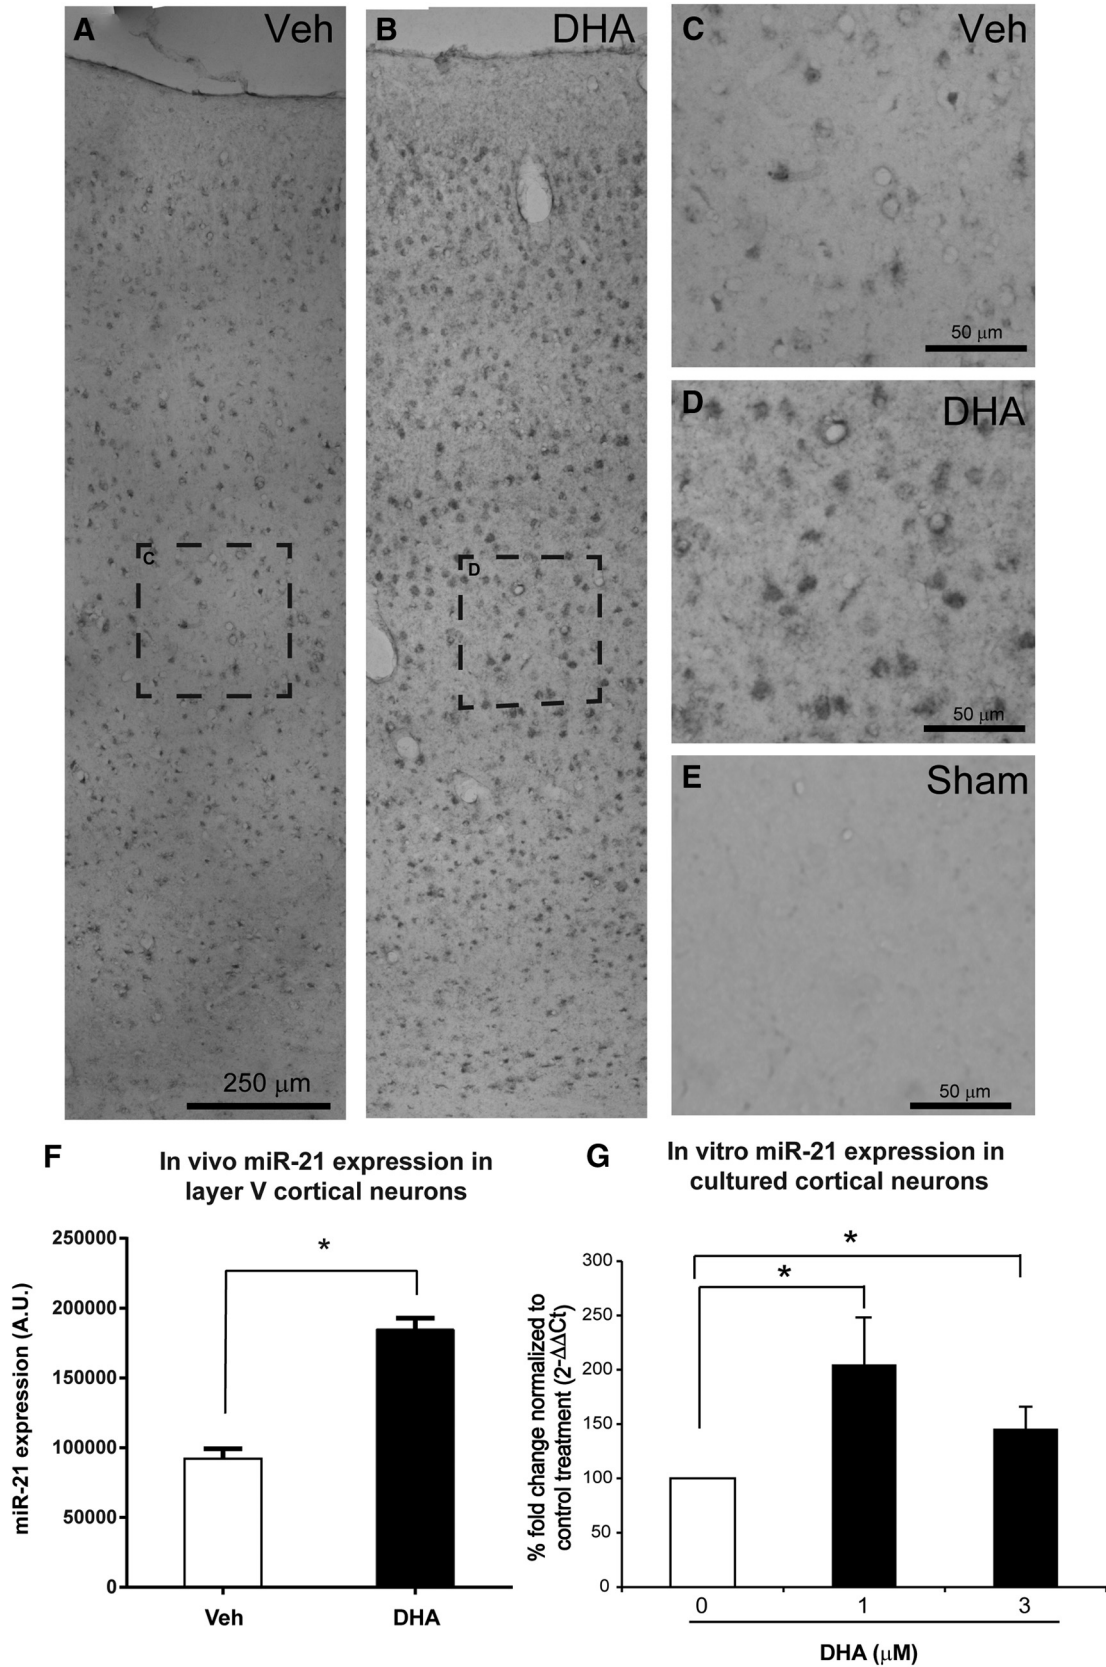 A Veh
B DHA
C Veh
C
D
50 µm
D DHA
50 µm
E Sham
50 µm
250 µm
F
In vivo miR-21 expression in
layer V cortical neurons
miR-21 expression (A.U.)
250000
200000
150000
100000
50000
0
*
Veh
DHA
G
In vitro miR-21 expression in
cultured cortical neurons
% fold change normalized to
control treatment (2-ΔΔCt)
300
250
200
150
100
50
0
*
*
0 1 3
DHA (µM)